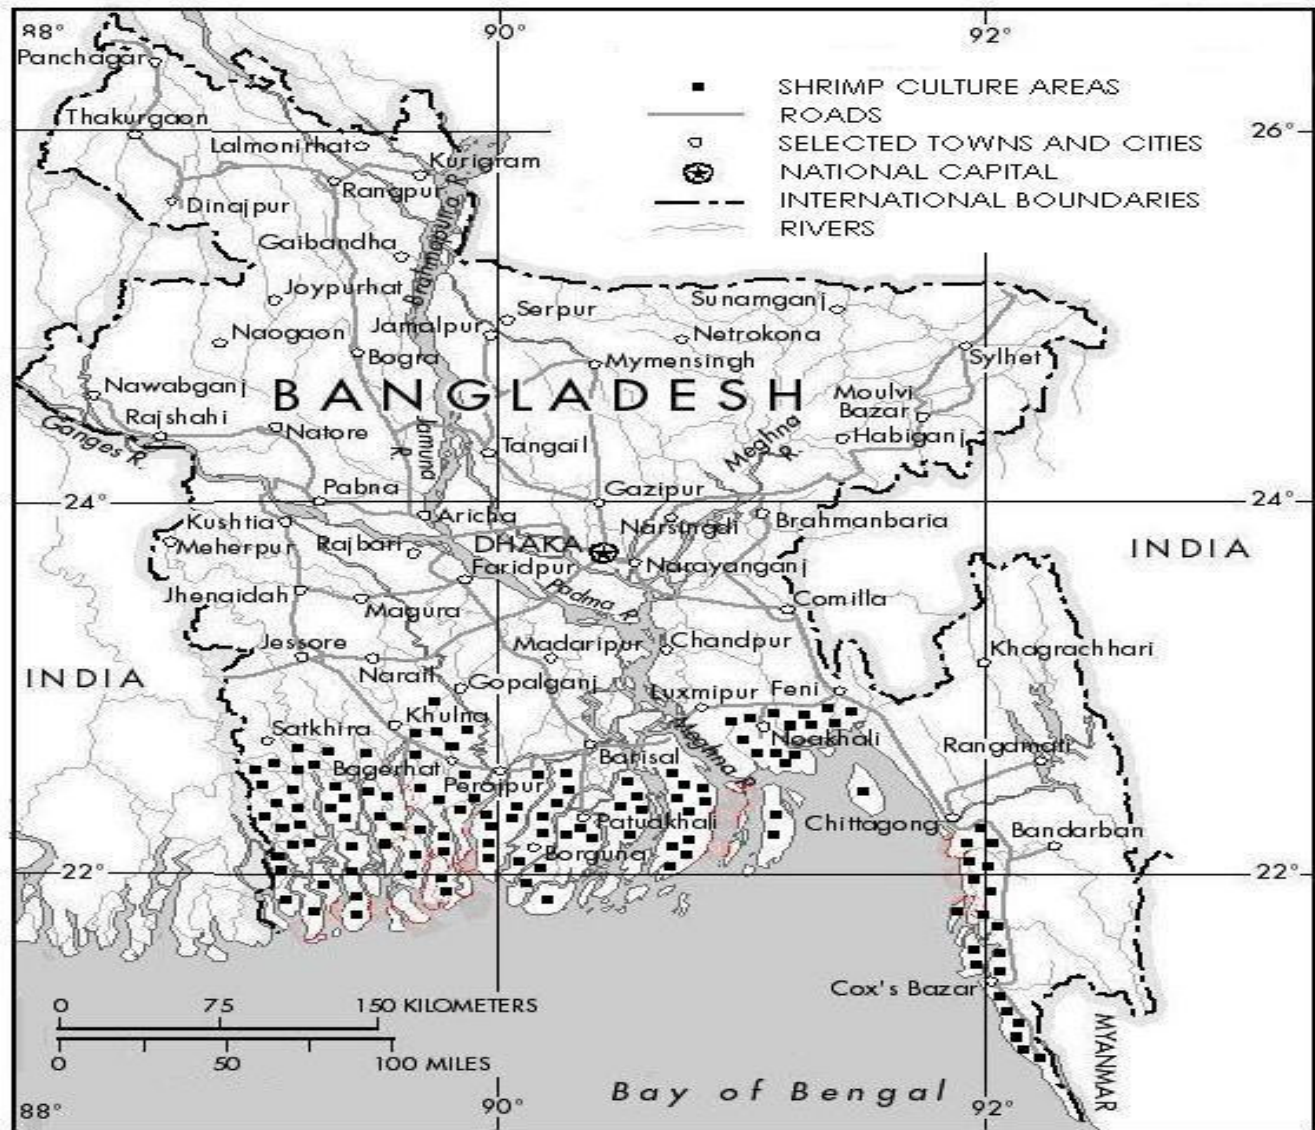 88°
90°
92°
Panchagar
SHRIMP CULTURE AREAS
ROADS
SELECTED TOWNS AND CITIES
NATIONAL CAPITAL
INTERNATIONAL BOUNDARIES
RIVERS
Thakurgaon
26°
Lalmonirhat
Kurigram
Rangpur
Dinajpur
Brahmaputra R.
Gaibandha
Joypurhat
Serpur
Sunamganj
Jamalpur
Naogaon
Netrokona
Bogra
Mymensingh
Sylhet
Nawabganj
BANGLADESH
Moulvi
Bazar
Rajshahi
Ganges R.
Natore
Jamuna
R.
Tangail
Meghna
R.
Habiganj
Pabna
Gazipur
24°
24°
Kushtia
Aricha
Narsingdi
Brahmanbaria
Meherpur
Rajbari
DHAKA
INDIA
Faridpur
Narayanganj
Jhenaidah
Magura
Padma R.
Comilla
Jessore
Madaripur
Chandpur
Khagrachhari
INDIA
Narail
Gopalganj
Luxmipur
Feni
Satkhira
Khulna
Meghna R.
Noakhali
Rangamati
Bagerhat
Barisal
Perojpur
Patuakhali
Chittagong
Bandarban
Borguna
22°
22°
Cox's Bazar
0
75
150 KILOMETERS
0
50
100 MILES
MYANMAR
Bay of Bengal
88°
90°
92°